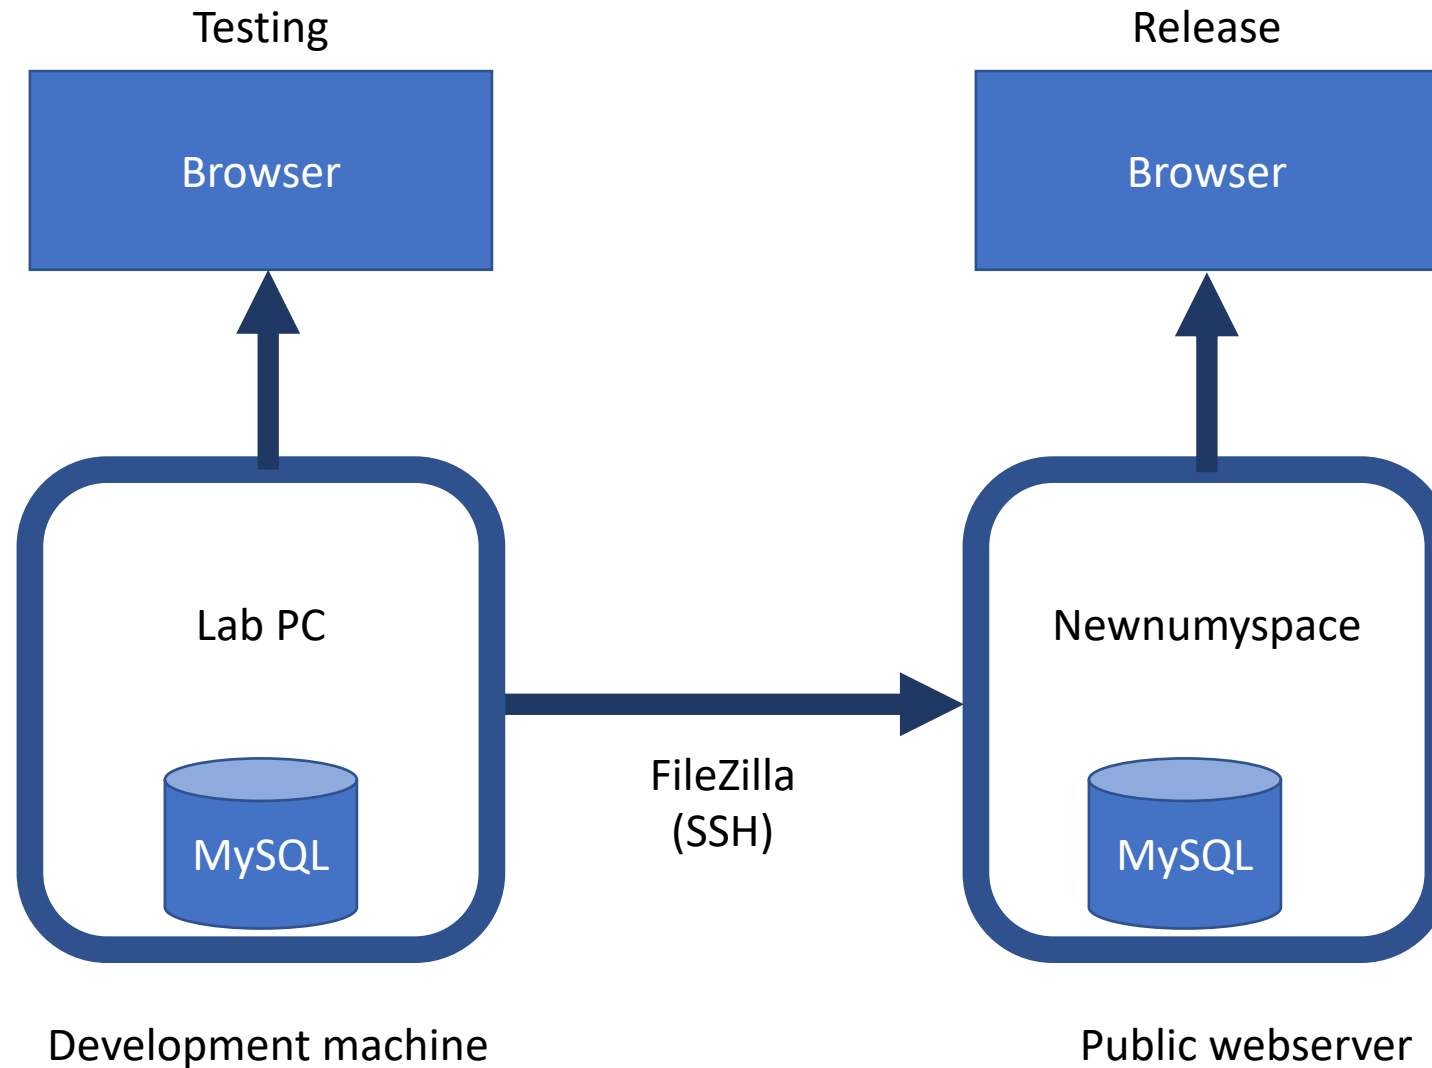 Testing
Release
Browser
Browser
Lab PC
Newnumyspace
FileZilla
(SSH)
MySQL
MySQL
Development machine
Public webserver